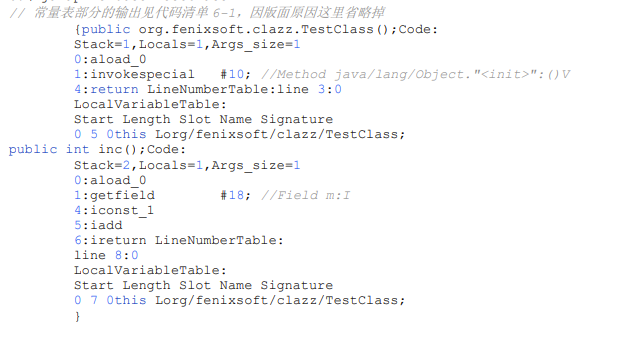 // 常量表部分的输出见代码清单 6-1，因版面原因这里省略掉
{public org.fenixsoft.clazz.TestClass();Code:
Stack=1,Locals=1,Args_size=1
0:aload_0
1:invokespecial #10; //Method java/lang/Object."<init>":()V
4:return LineNumberTable:line 3:0
LocalVariableTable:
Start Length Slot Name Signature
0 5 0this Lorg/fenixsoft/clazz/TestClass;
public int inc();Code:
Stack=2,Locals=1,Args_size=1
0:aload_0
1:getfield #18; //Field m:I
4:iconst_1
5:iadd
6:ireturn LineNumberTable:
line 8:0
LocalVariableTable:
Start Length Slot Name Signature
0 7 0this Lorg/fenixsoft/clazz/TestClass;
}